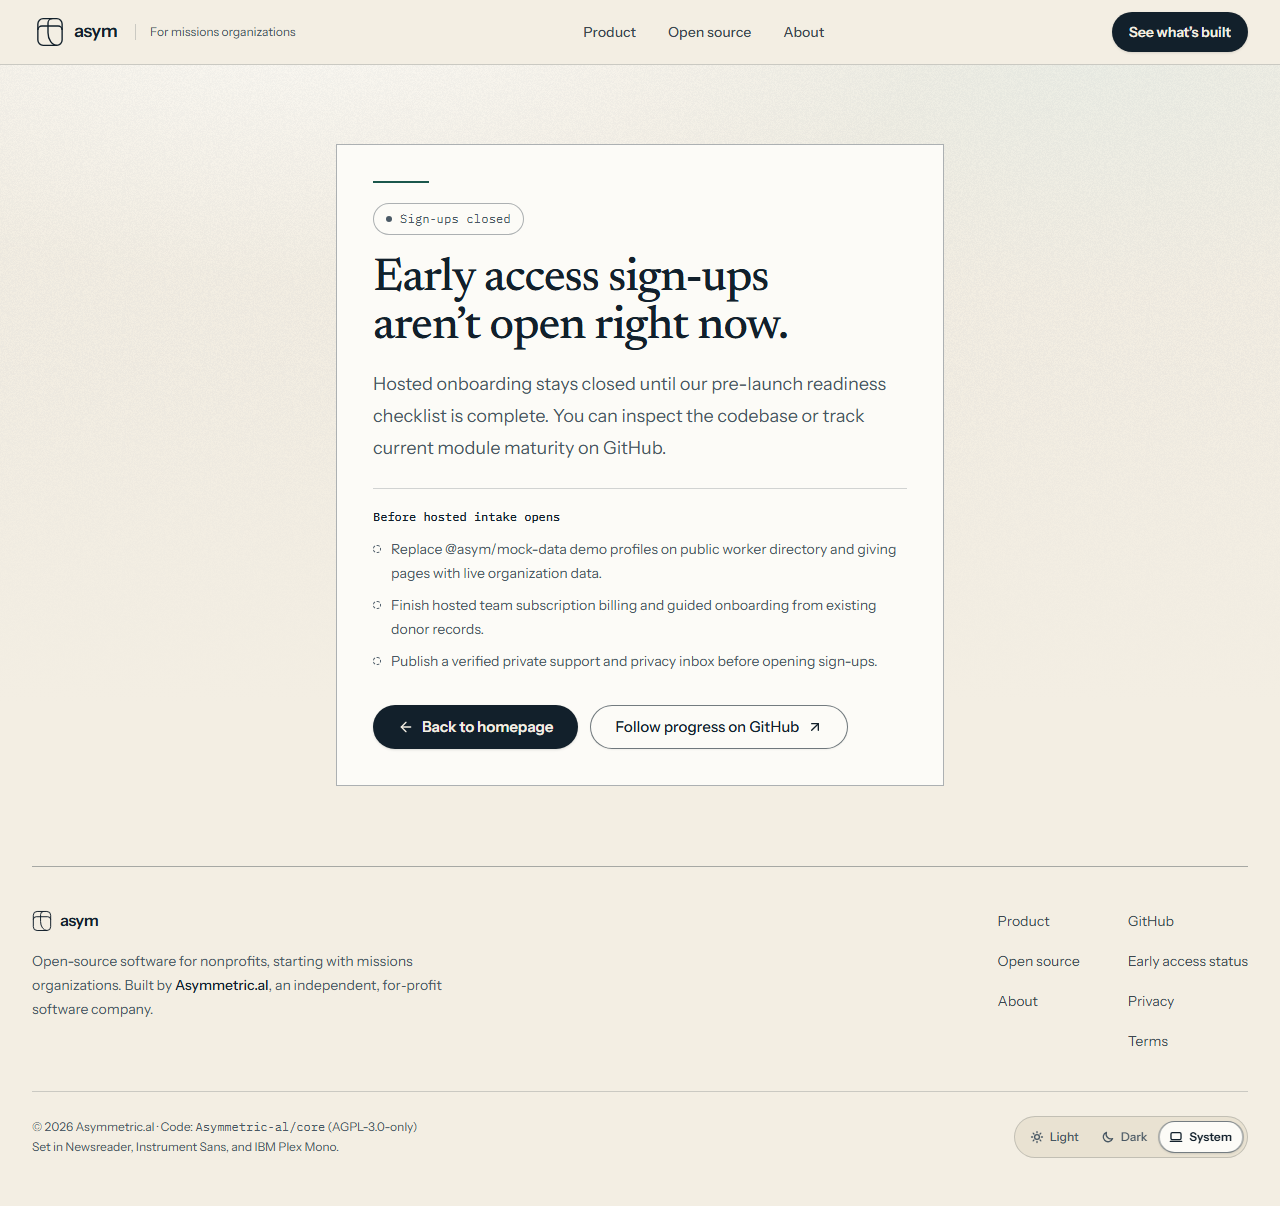 asym
For missions organizations
Product
Open source
About
See what's built
Sign-ups closed
Early access sign-ups
aren’t open right now.
Hosted onboarding stays closed until our pre-launch readiness
checklist is complete. You can inspect the codebase or track
current module maturity on GitHub.
Before hosted intake opens
Replace @asym/mock-data demo profiles on public worker directory and giving
pages with live organization data.
Finish hosted team subscription billing and guided onboarding from existing
donor records.
Publish a verified private support and privacy inbox before opening sign-ups.
← Back to homepage
Follow progress on GitHub ↗
asym
Open-source software for nonprofits, starting with missions
organizations. Built by Asymmetric.al, an independent, for-profit
software company.
Product
Open source
About
GitHub
Early access status
Privacy
Terms
© 2026 Asymmetric.al · Code: Asymmetric-al/core (AGPL-3.0-only)
Set in Newsreader, Instrument Sans, and IBM Plex Mono.
Light
Dark
System